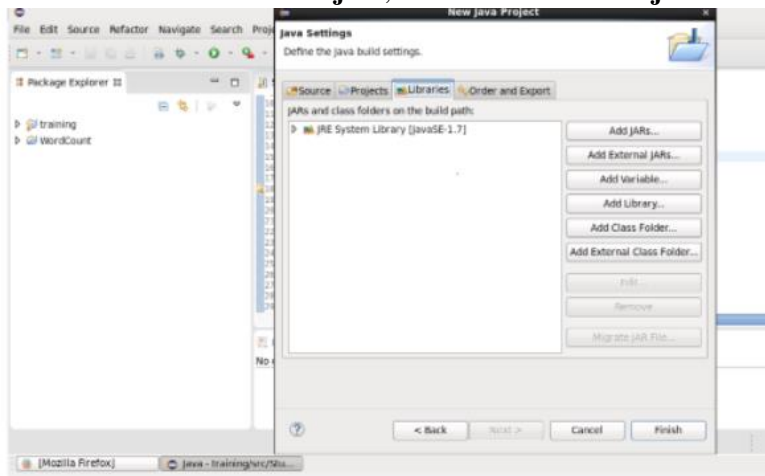 New Java Project
File Edit Source Refactor Navigate Search Proj
Java Settings
Define the Java build settings.
Package Explorer
Source Projects Libraries Order and Export
JARs and class folders on the build path:
training
WordCount
JRE System Library [JavaSE-1.7]
Add JARs...
Add External JARs...
Add Variable...
Add Library...
Add Class Folder...
Add External Class Folder...
Edit...
Remove
Migrate JAR File...
No
< Back Next > Cancel Finish
[Mozilla Firefox] Java - training/src/Stu...